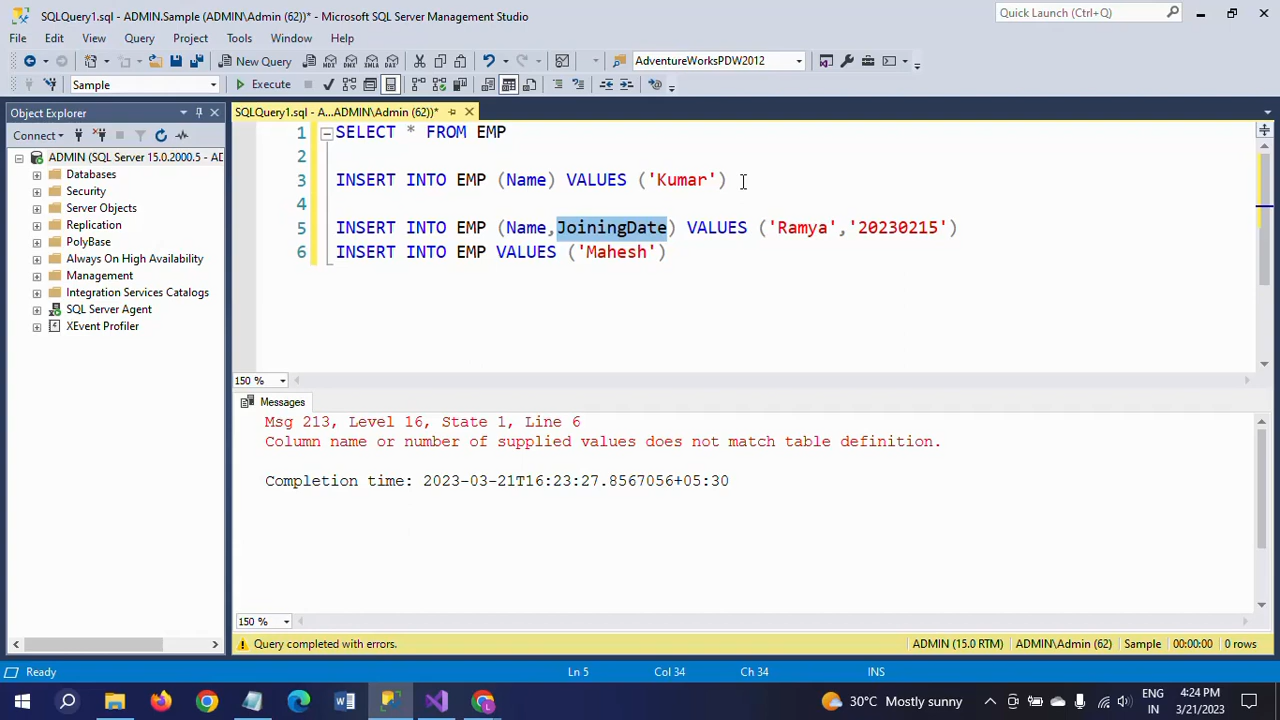 SQLQuery1.sql - ADMIN.Sample (ADMIN\Admin (62))* - Microsoft SQL Server Management Studio
Quick Launch (Ctrl+Q)
File Edit View Query Project Tools Window Help
New Query
AdventureWorksPDW2012
Sample
Execute
Object Explorer
SQLQuery1.sql - A...ADMIN\Admin (62))*
Connect
ADMIN (SQL Server 15.0.2000.5 - AD
Databases
Security
Server Objects
Replication
PolyBase
Always On High Availability
Management
Integration Services Catalogs
SQL Server Agent
XEvent Profiler
1 SELECT * FROM EMP
2
3 INSERT INTO EMP (Name) VALUES ('Kumar')
4
5 INSERT INTO EMP (Name,JoiningDate) VALUES ('Ramya','20230215')
6 INSERT INTO EMP VALUES ('Mahesh')
150 %
Messages
Msg 213, Level 16, State 1, Line 6
Column name or number of supplied values does not match table definition.
Completion time: 2023-03-21T16:23:27.8567056+05:30
150 %
Query completed with errors.
ADMIN (15.0 RTM) ADMIN\Admin (62) Sample 00:00:00 0 rows
Ready Ln 5 Col 34 Ch 34 INS
30°C Mostly sunny
ENG
IN
4:24 PM
3/21/2023